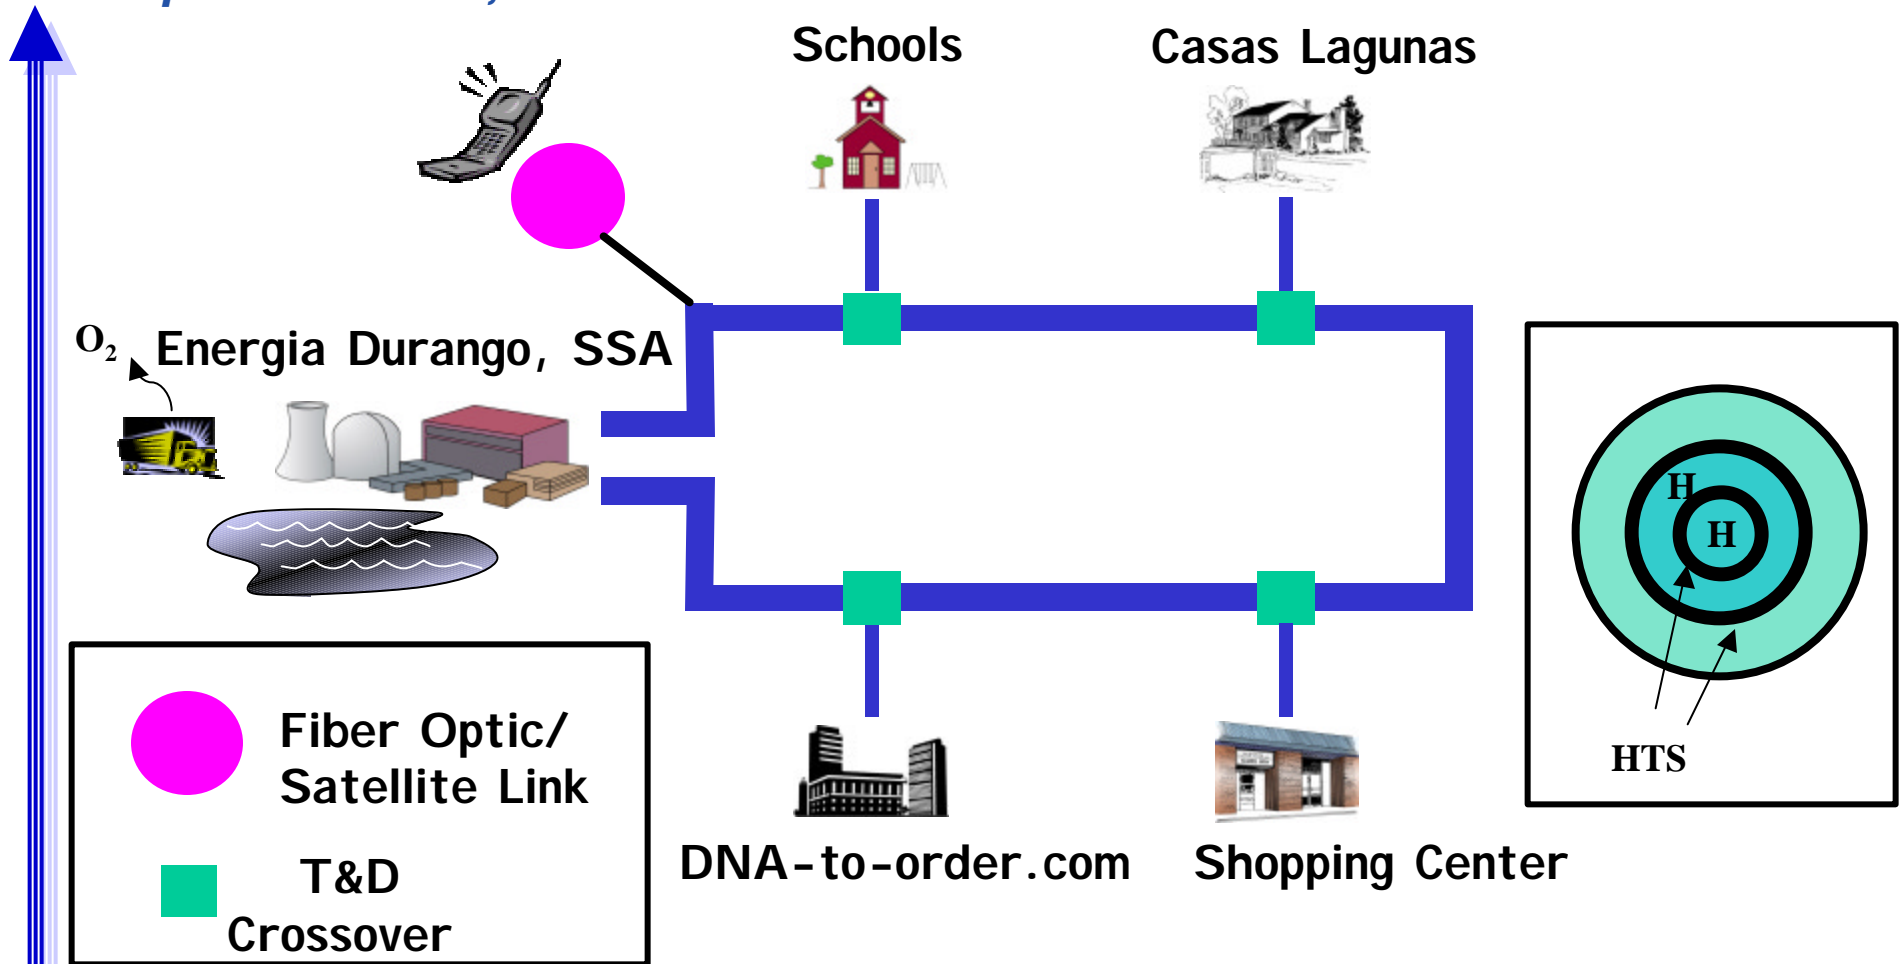 Schools
Casas Lagunas
O₂
Energia Durango, SSA
H
H
HTS
Fiber Optic/
Satellite Link
T&D
Crossover
DNA-to-order.com
Shopping Center